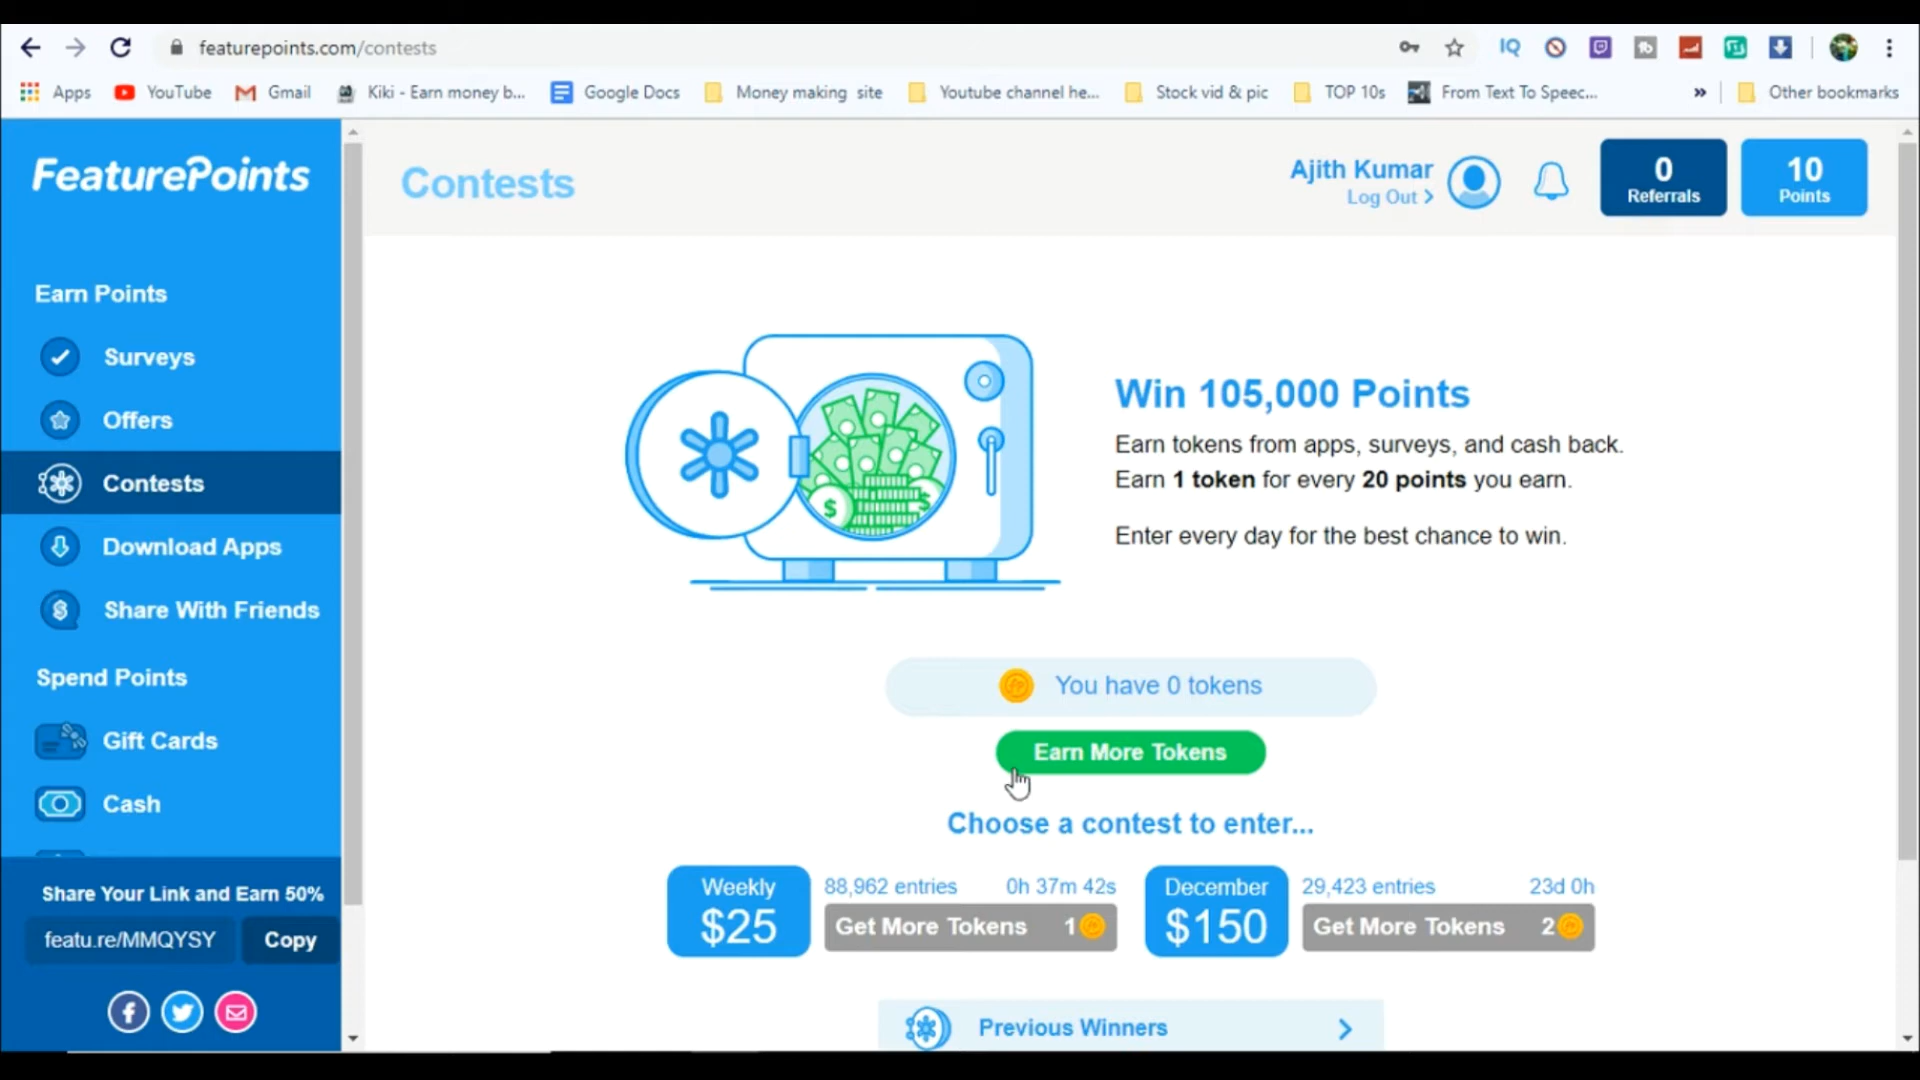 featurepoints.com/contests
IQ
Apps
YouTube
Gmail
Kiki - Earn money b...
Google Docs
Money making site
Youtube channel he...
Stock vid & pic
TOP 10s
From Text To Speec...
»
Other bookmarks
FeaturePoints
Contests
Ajith Kumar
Log Out >
0
Referrals
10
Points
Earn Points
Surveys
Offers
Contests
Download Apps
Share With Friends
Spend Points
Gift Cards
Cash
Share Your Link and Earn 50%
featu.re/MMQYSY
Copy
Win 105,000 Points
Earn tokens from apps, surveys, and cash back.
Earn 1 token for every 20 points you earn.
Enter every day for the best chance to win.
You have 0 tokens
Earn More Tokens
Choose a contest to enter...
Weekly
$25
88,962 entries
0h 37m 42s
Get More Tokens 1
December
$150
29,423 entries
23d 0h
Get More Tokens 2
Previous Winners